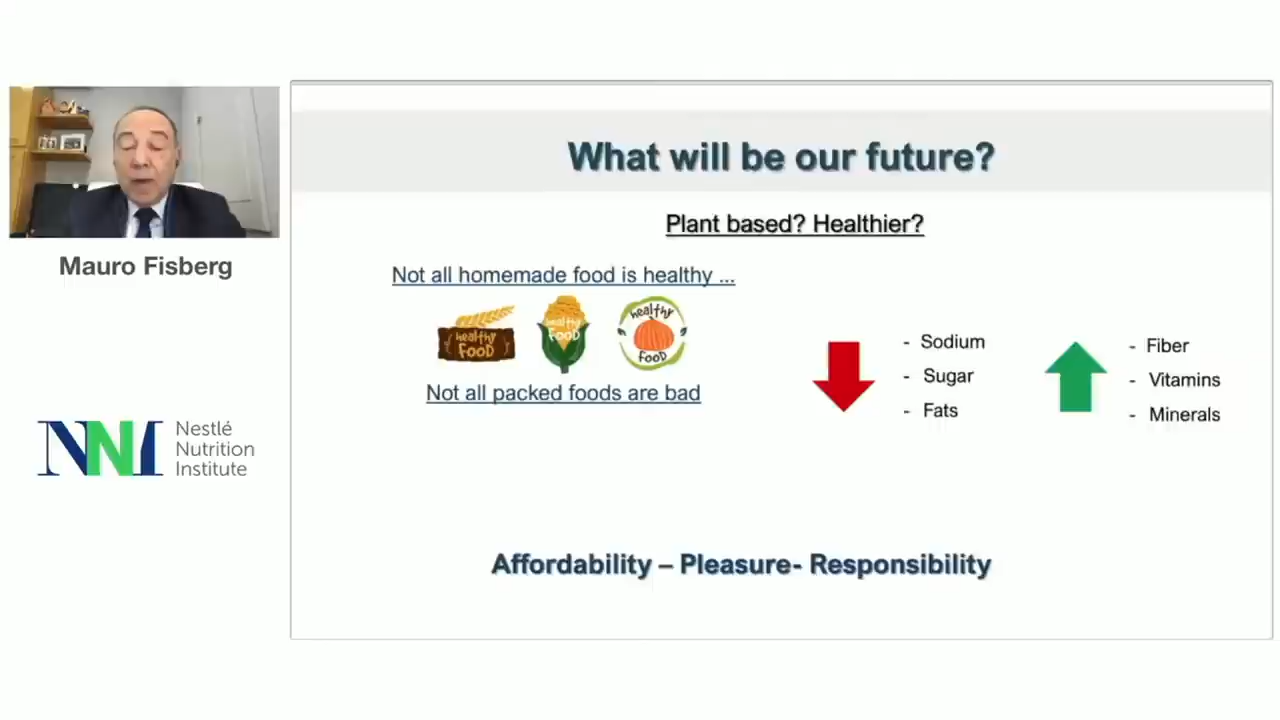 What will be our future?
Plant based? Healthier?
Mauro Fisberg
Not all homemade food is healthy ...
healthy
FOOD
healthy
FOOD
healthy
FOOD
Not all packed foods are bad
- Sodium
- Sugar
- Fats
- Fiber
- Vitamins
- Minerals
NNI
Nestlé
Nutrition
Institute
Affordability – Pleasure- Responsibility